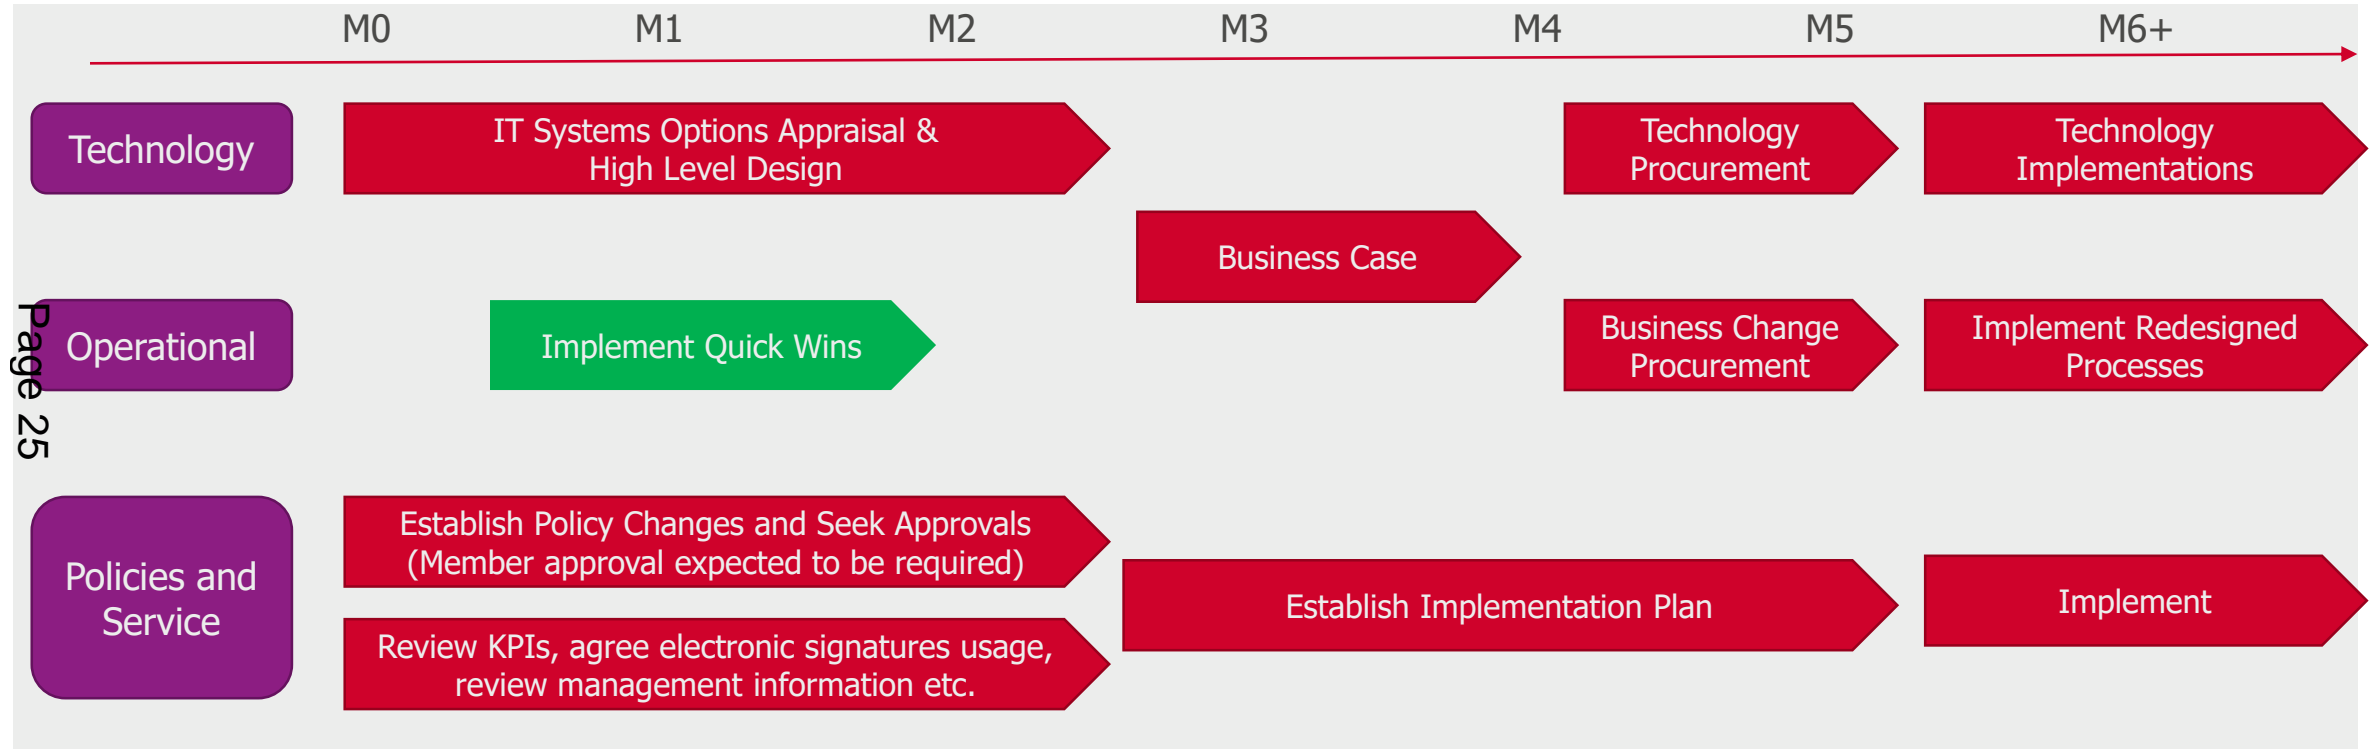 M0 M1 M2 M3 M4 M5 M6+
Technology
IT Systems Options Appraisal &
High Level Design
Technology
Procurement
Technology
Implementations
Business Case
Operational
Implement Quick Wins
Business Change
Procurement
Implement Redesigned
Processes
Page 25
Policies and
Service
Establish Policy Changes and Seek Approvals
(Member approval expected to be required)
Review KPIs, agree electronic signatures usage,
review management information etc.
Establish Implementation Plan
Implement